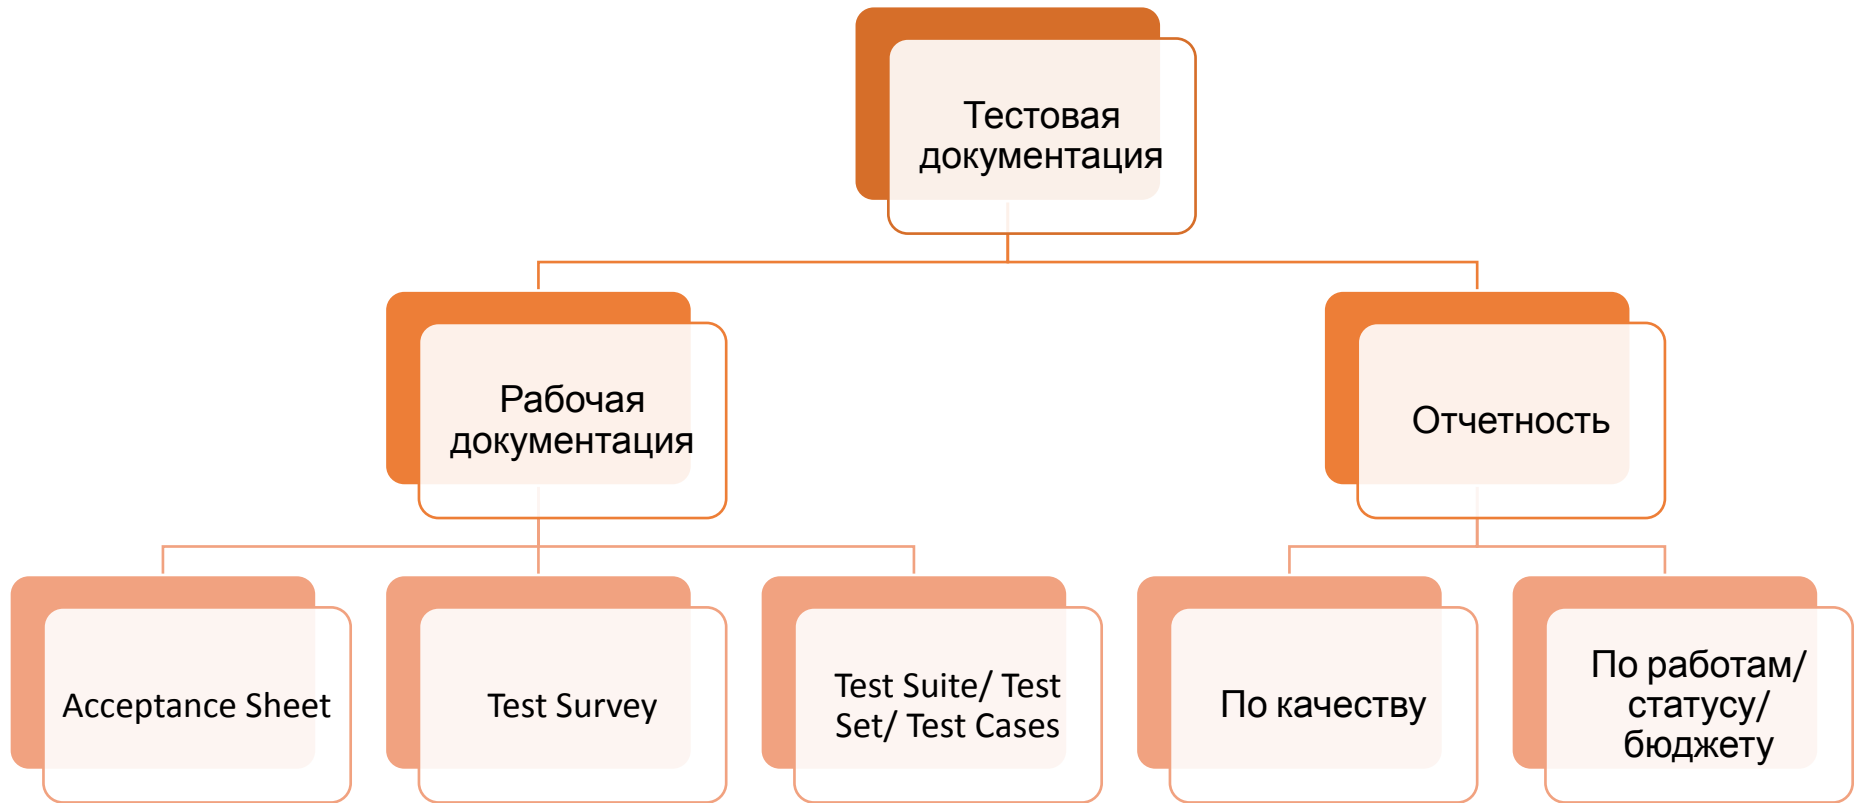 Тестовая
документация
Рабочая
документация
Отчетность
Acceptance Sheet
Test Survey
Test Suite/ Test
Set/ Test Cases
По качеству
По работам/
статусу/
бюджету